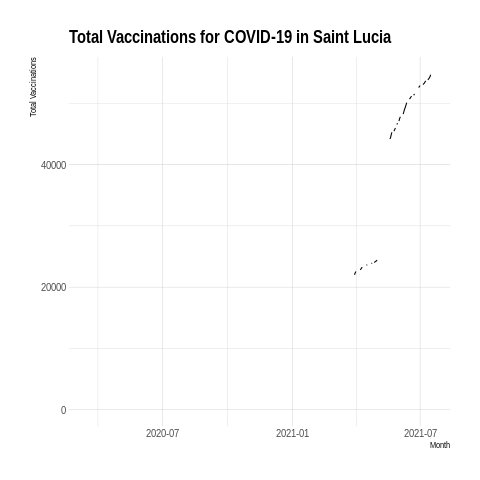 Total Vaccinations for COVID-19 in Saint Lucia
Total Vaccinations
40000
20000
0
2020-07
2021-01
2021-07
Month